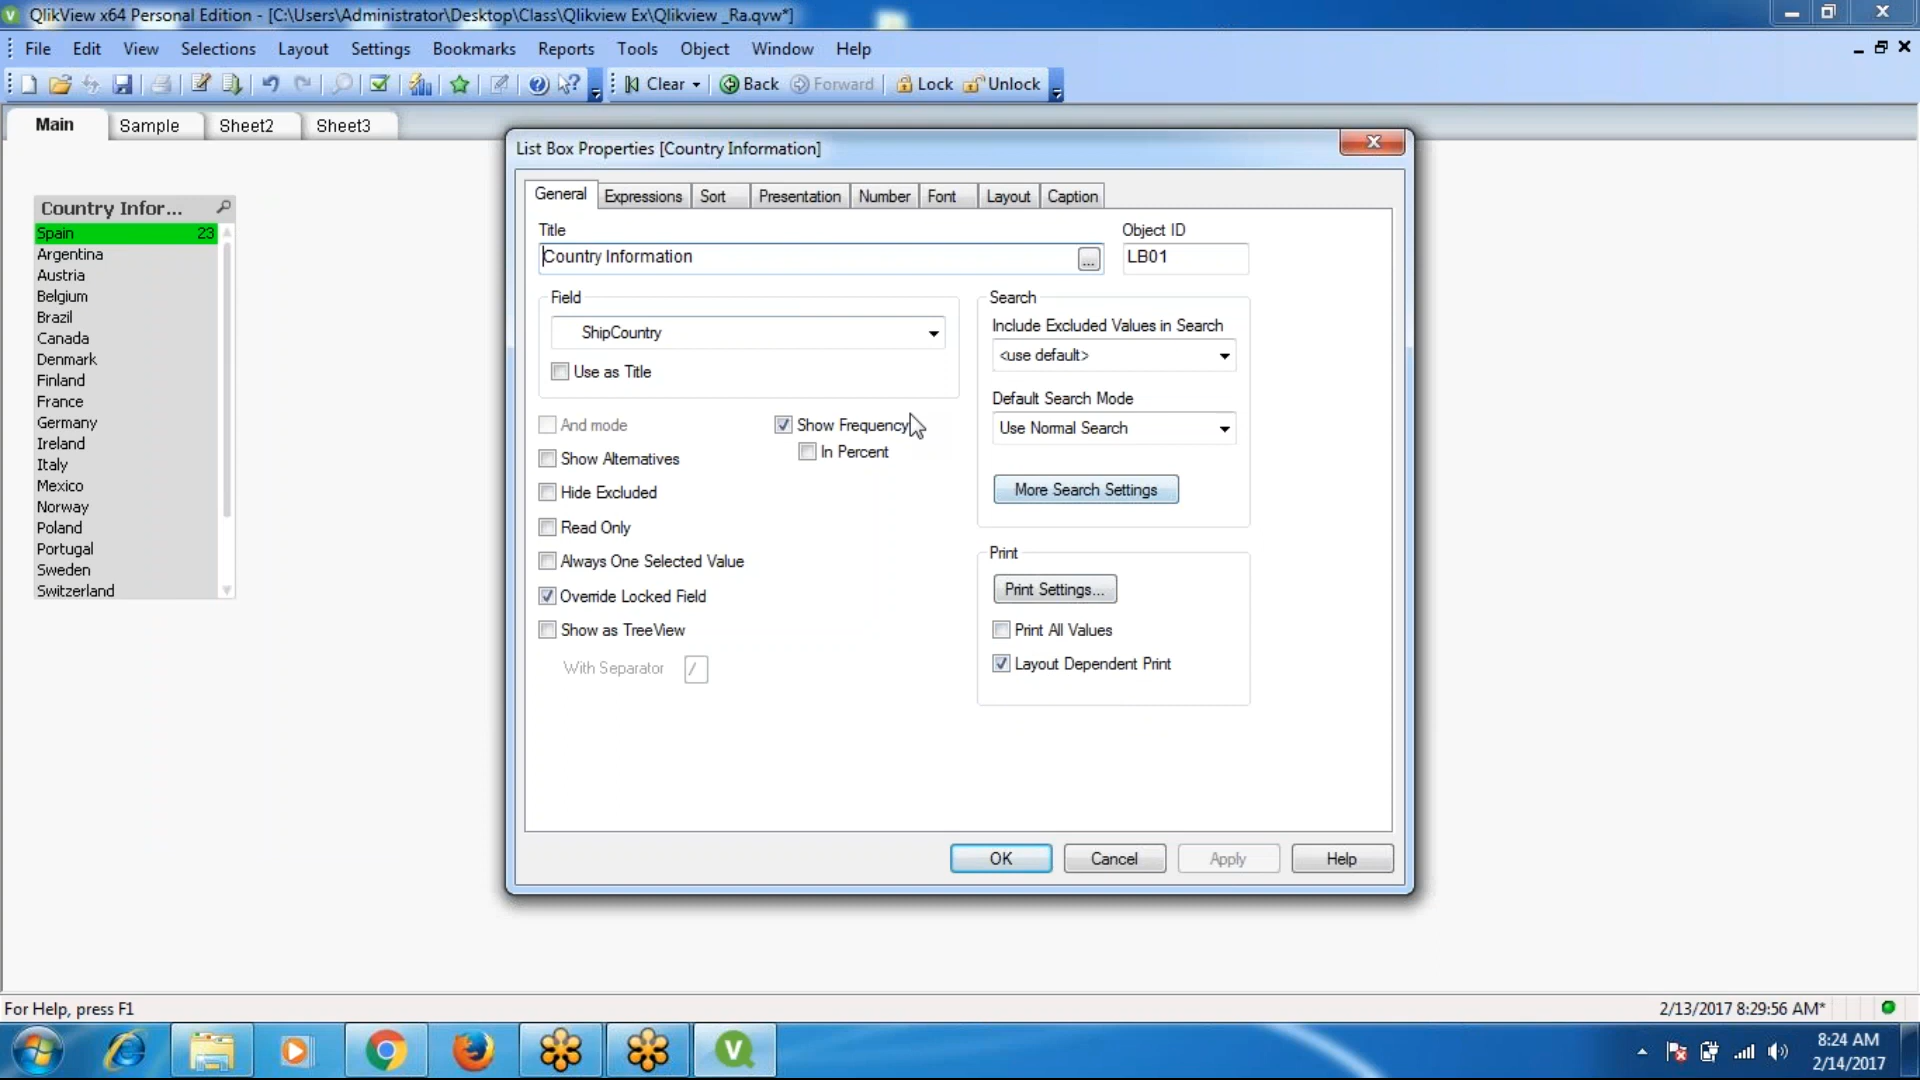 QlikView x64 Personal Edition - [C:\Users\Administrator\Desktop\Class\Qlikview Ex\Qlikview _Ra.qvw*]
File Edit View Selections Layout Settings Bookmarks Reports Tools Object Window Help
Clear Back Forward Lock Unlock
Main Sample Sheet2 Sheet3
Country Infor...
Spain 23
Argentina
Austria
Belgium
Brazil
Canada
Denmark
Finland
France
Germany
Ireland
Italy
Mexico
Norway
Poland
Portugal
Sweden
Switzerland
List Box Properties [Country Information]
General Expressions Sort Presentation Number Font Layout Caption
Title
Country Information
...
Object ID
LB01
Field
ShipCountry
Use as Title
And mode
Show Alternatives
Hide Excluded
Read Only
Always One Selected Value
Override Locked Field
Show as TreeView
With Separator /
Show Frequency
In Percent
Search
Include Excluded Values in Search
<use default>
Default Search Mode
Use Normal Search
More Search Settings
Print
Print Settings...
Print All Values
Layout Dependent Print
OK Cancel Apply Help
For Help, press F1
2/13/2017 8:29:56 AM*
8:24 AM
2/14/2017